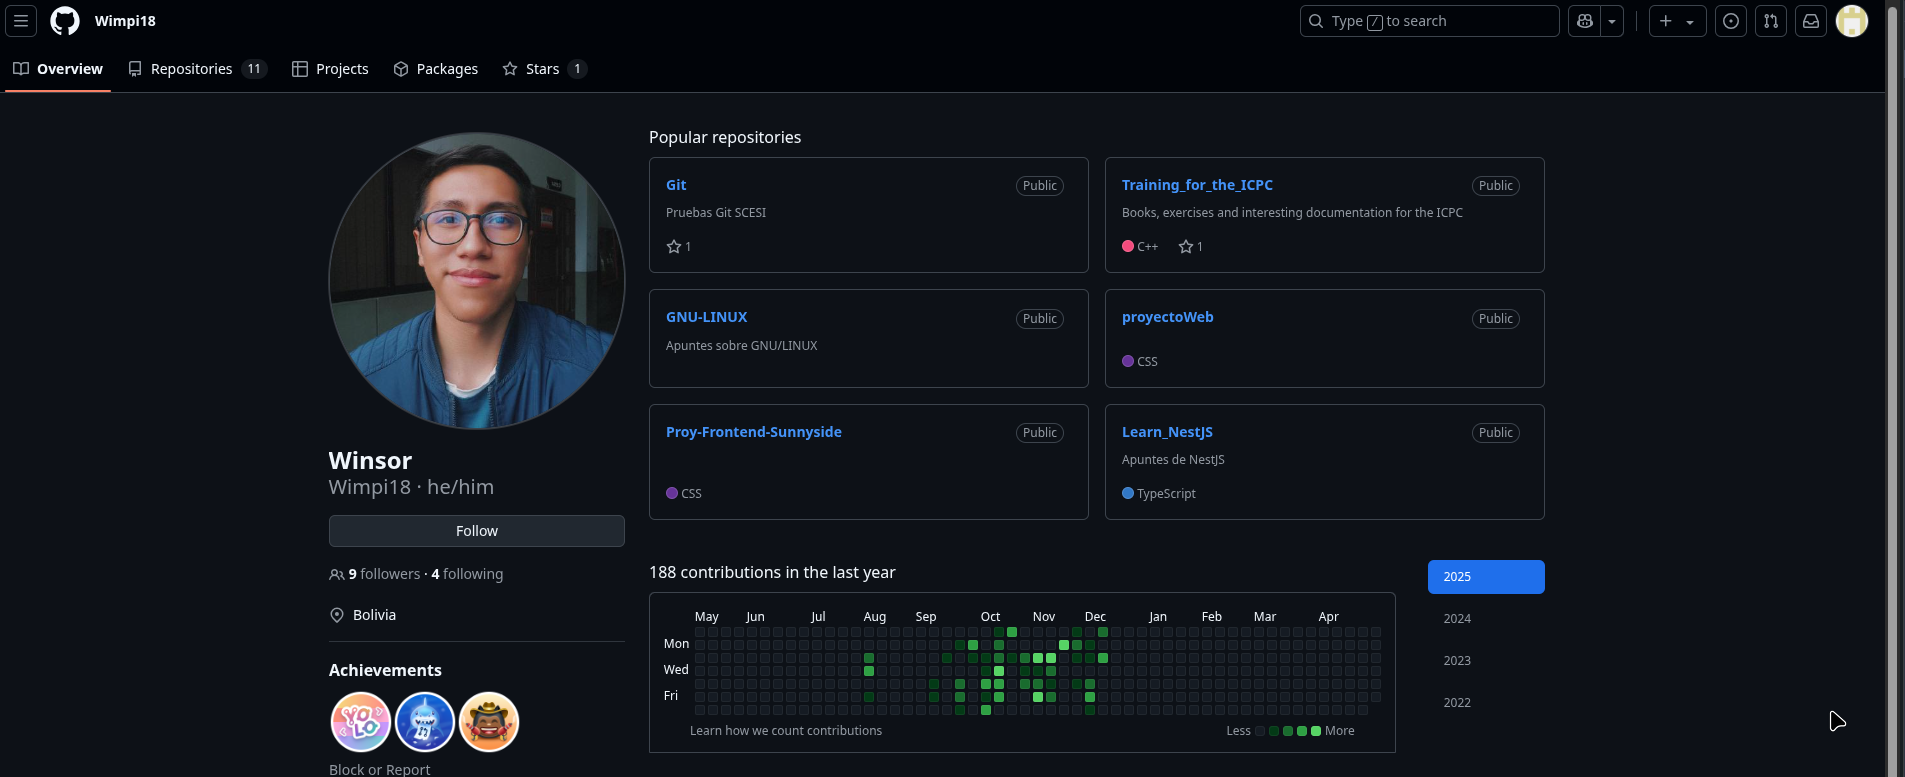 Wimpi18
Type / to search
Overview
Repositories 11
Projects
Packages
Stars 1
Popular repositories
Git
Public
Pruebas Git SCESI
1
Training_for_the_ICPC
Public
Books, exercises and interesting documentation for the ICPC
C++
1
GNU-LINUX
Public
Apuntes sobre GNU/LINUX
proyectoWeb
Public
CSS
Proy-Frontend-Sunnyside
Public
CSS
Learn_NestJS
Public
Apuntes de NestJS
TypeScript
Winsor
Wimpi18 · he/him
Follow
9 followers · 4 following
Bolivia
Achievements
YOLO
Block or Report
188 contributions in the last year
May Jun Jul Aug Sep Oct Nov Dec Jan Feb Mar Apr
Mon
Wed
Fri
Learn how we count contributions
Less
More
2025
2024
2023
2022